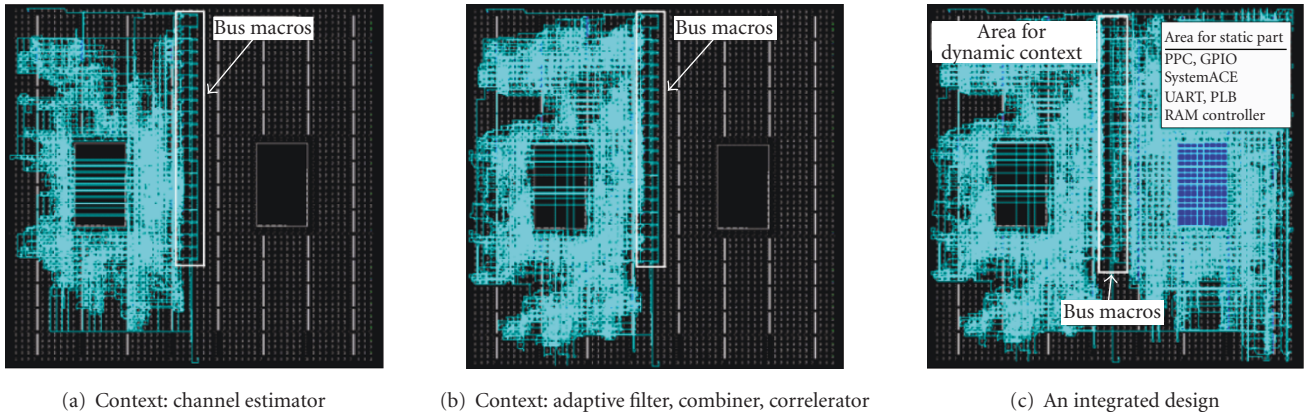 Bus macros
Bus macros
Area for
dynamic context
Area for static part
PPC, GPIO
SystemACE
UART, PLB
RAM controller
Bus macros
(a) Context: channel estimator
(b) Context: adaptive filter, combiner, correlerator
(c) An integrated design